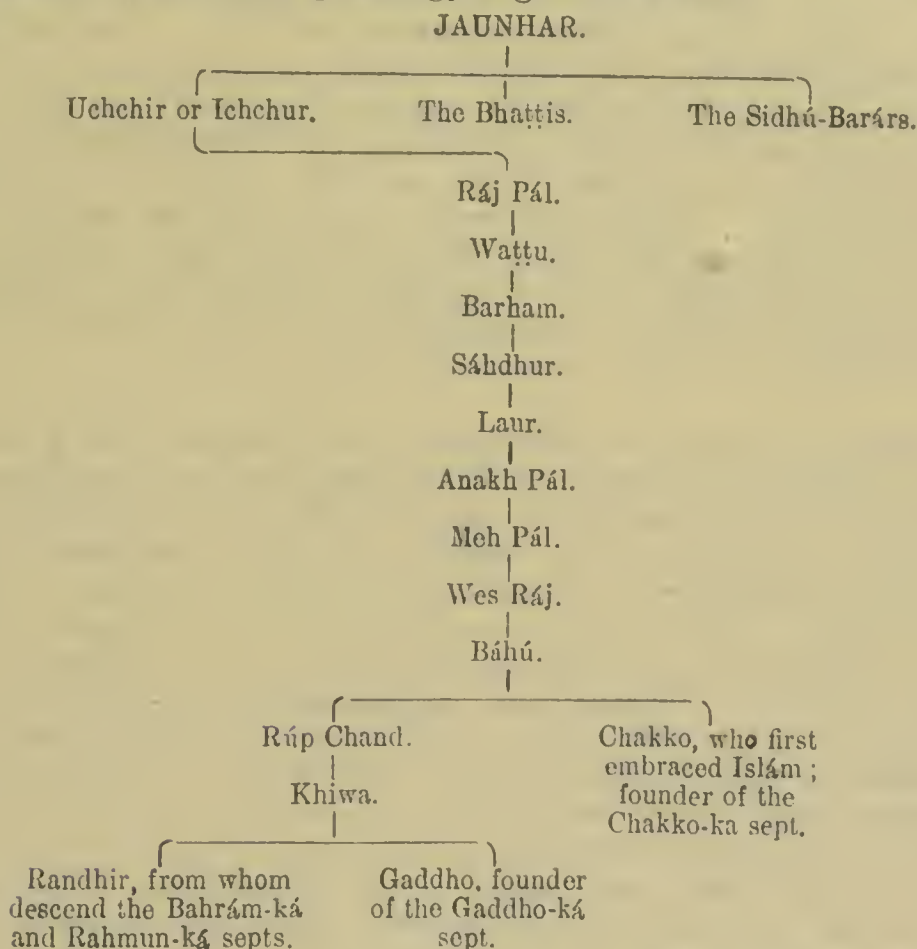 JAUNHAR.
Uchchir or Ichchur. The Bhaṭṭis. The Sidhú-Barárs.
Ráj Pál.
Waṭṭu.
Barham.
Sáhdhur.
Laur.
Anakh Pál.
Meh Pál.
Wes Ráj.
Báhú.
Rúp Chand. Chakko, who first
embraced Islám ;
Khiwa. founder of the
Chakko-ka sept.
Randhir, from whom Gaddho, founder
descend the Bahrám-ká of the Gaddho-ká
and Rahmun-ká septs. sept.